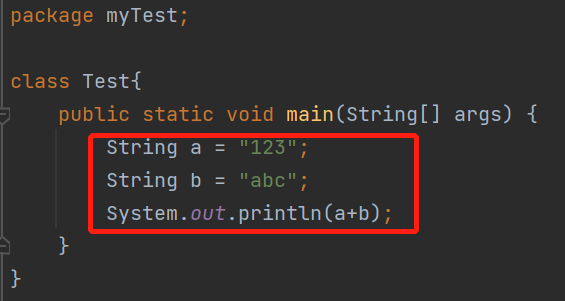 package myTest;
class Test{
public static void main(String[] args) {
String a = "123";
String b = "abc";
System.out.println(a+b);
}
}